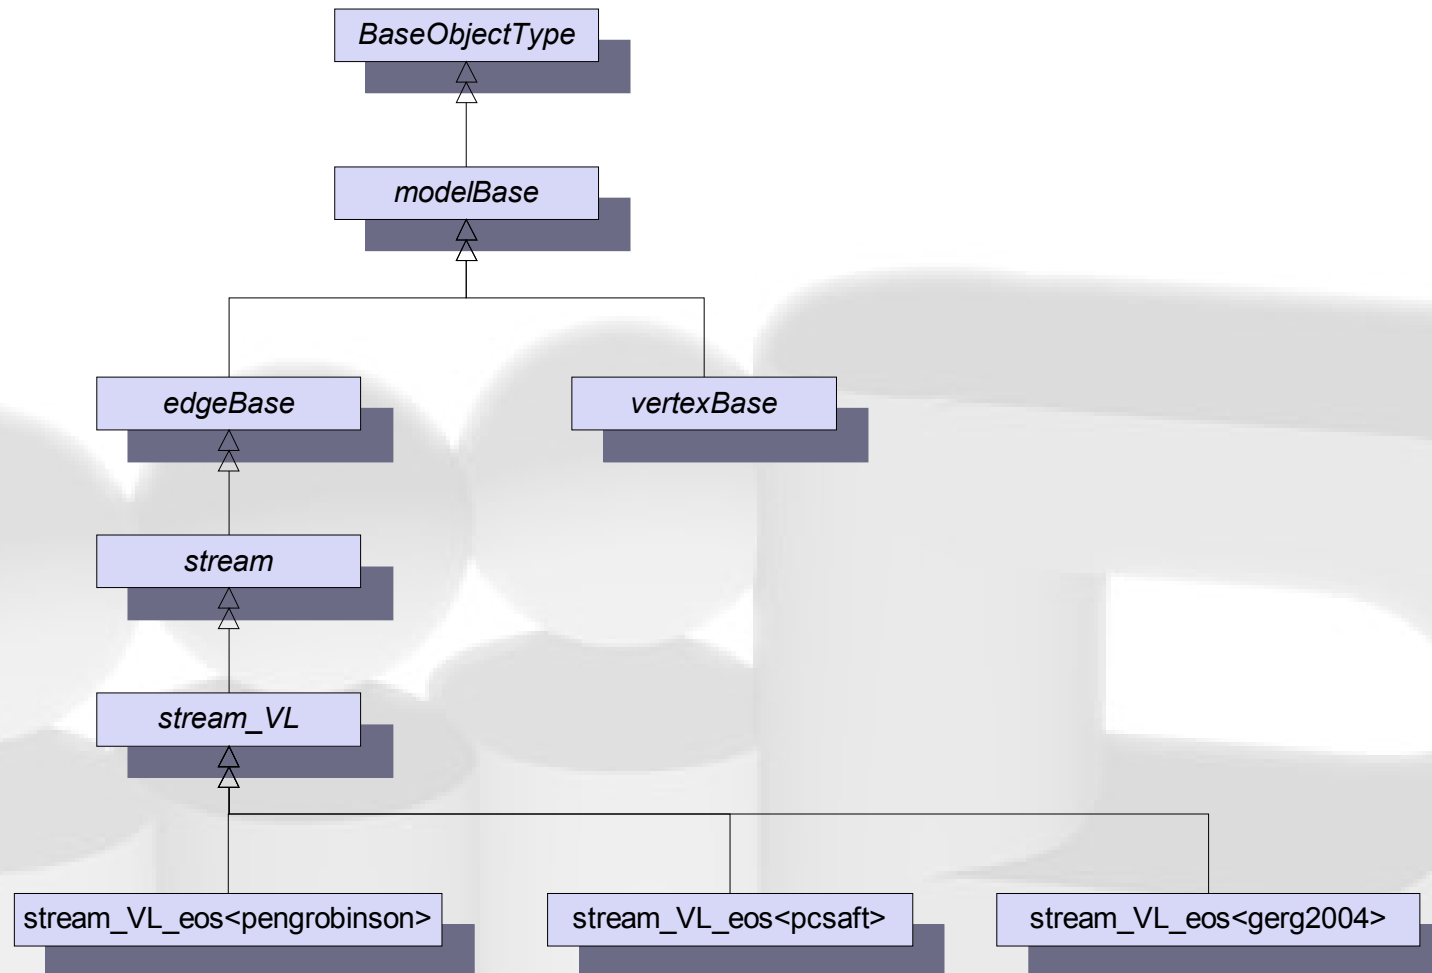 BaseObjectType
modelBase
edgeBase
vertexBase
stream
stream_VL
stream_VL_eos<pengrobinson>
stream_VL_eos<pcsaft>
stream_VL_eos<gerg2004>